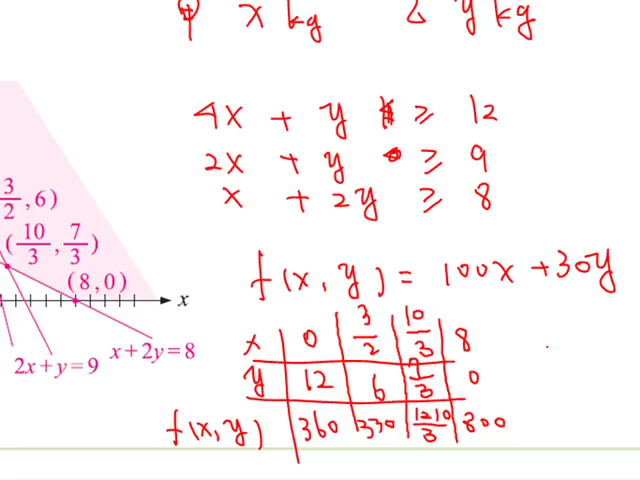 x kg y kg
4x + y ≥ 12
2x + y ≥ 9
x + 2y ≥ 8
3/2, 6)
(10/3, 7/3)
(8,0)
x
2x+y=9
x+2y=8
f(x, y) = 100x + 30y
x 0 3/2 10/3 8
y 12 6 7/3 0
f(x, y) 360 330 1210/3 800